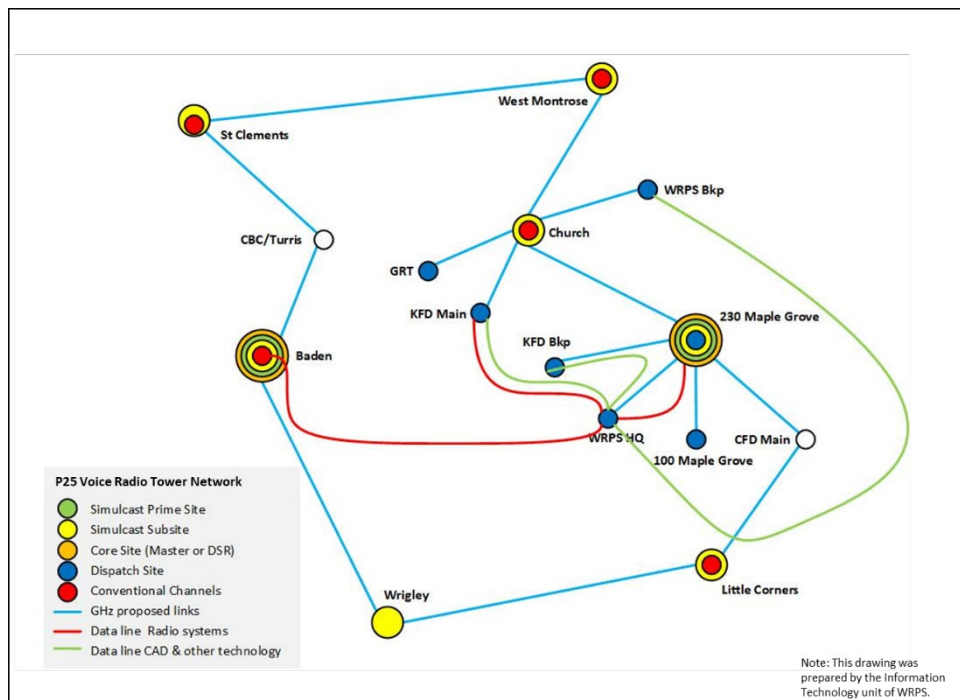 West Montrose
St Clements
WRPS Bkp
Church
CBC/Turris
GRT
KFD Main
230 Maple Grove
KFD Bkp
Baden
WRPS HQ
CFD Main
100 Maple Grove
P25 Voice Radio Tower Network
Simulcast Prime Site
Simulcast Subsite
Core Site (Master or DSR)
Dispatch Site
Conventional Channels
GHz proposed links
Data line Radio systems
Data line CAD & other technology
Wrigley
Little Corners
Note: This drawing was
prepared by the Information
Technology unit of WRPS.